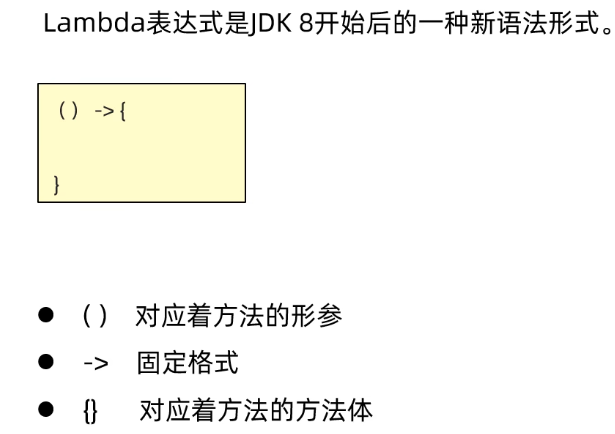 Lambda表达式是JDK 8开始后的一种新语法形式。
() ->{
}
● () 对应着方法的形参
● -> 固定格式
● {} 对应着方法的方法体